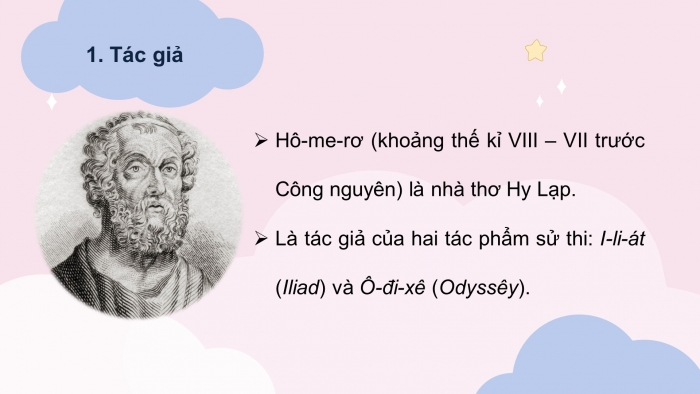 1. Tác giả
➢ Hô-me-rơ (khoảng thế kỉ VIII – VII trước
Công nguyên) là nhà thơ Hy Lạp.
➢ Là tác giả của hai tác phẩm sử thi: I-li-át
(Iliad) và Ô-đi-xê (Odyssêy).